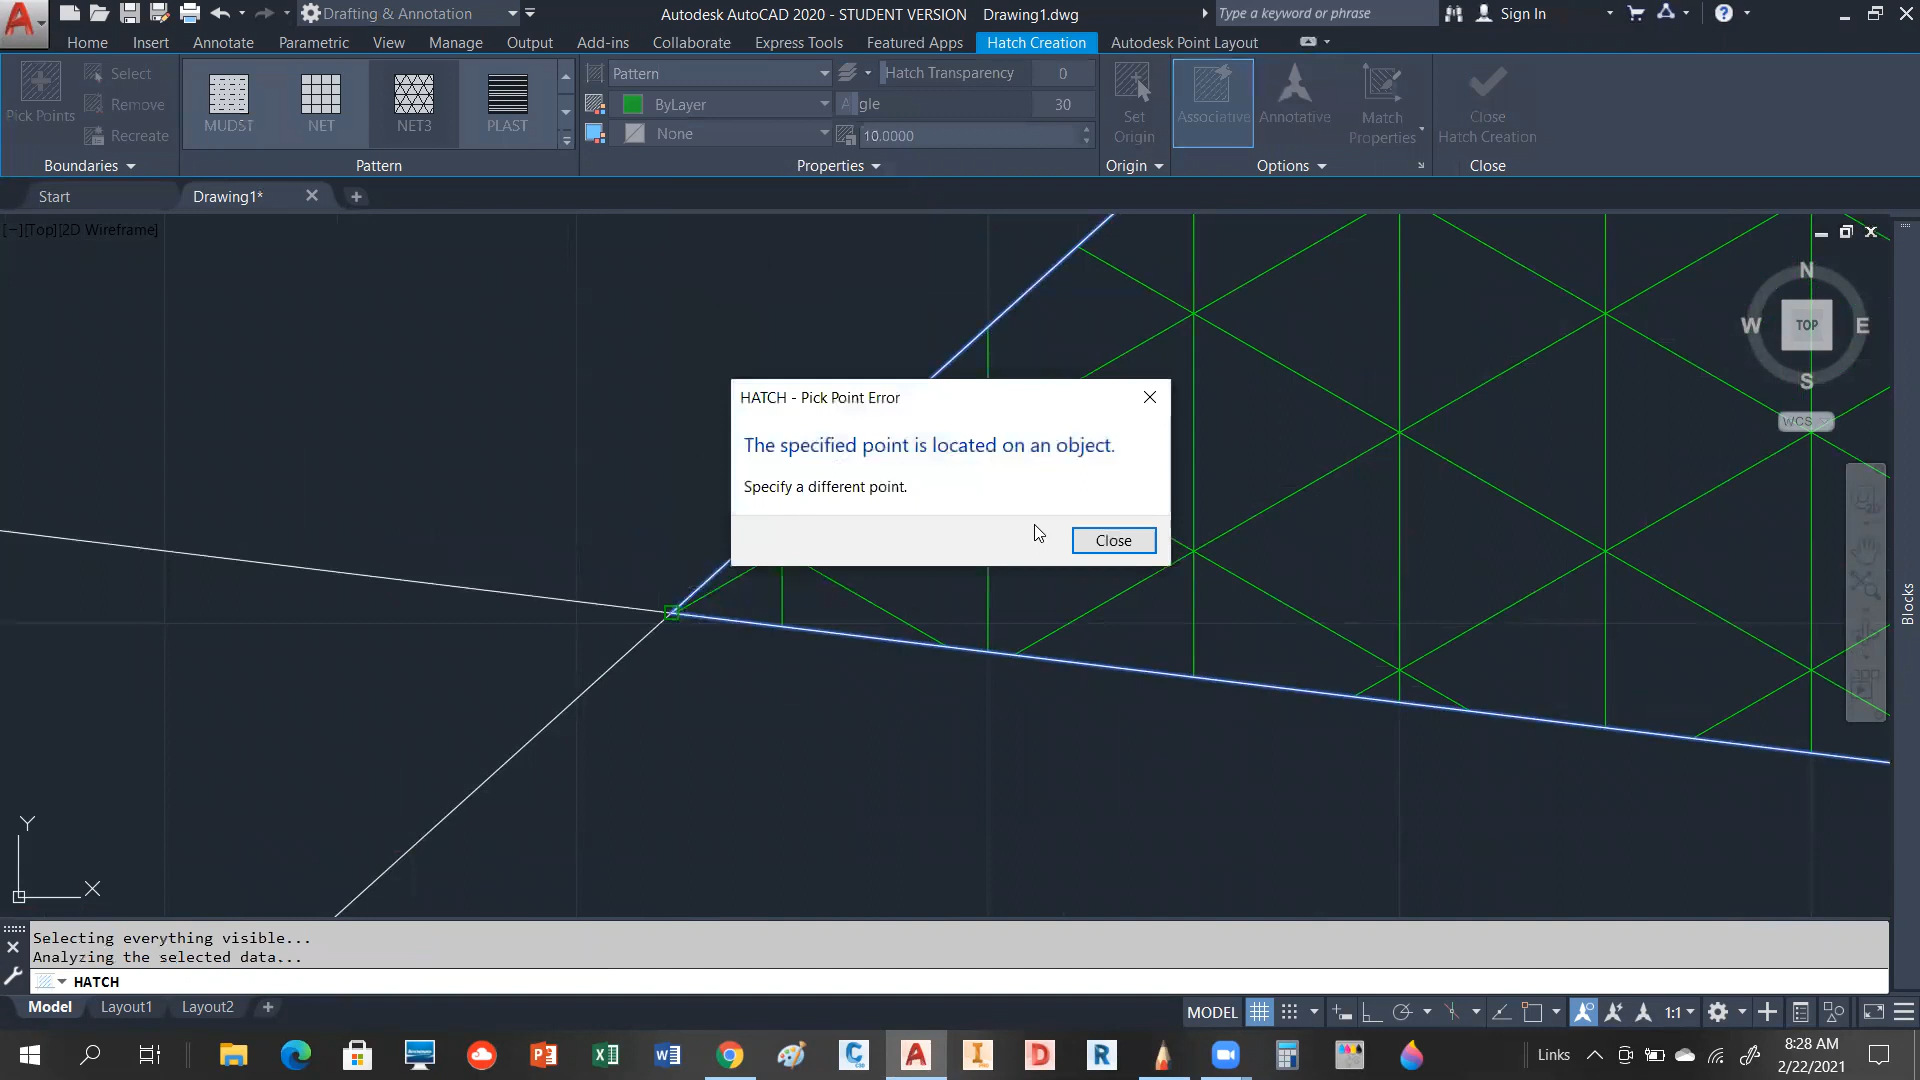 Drafting & Annotation
Autodesk AutoCAD 2020 - STUDENT VERSION Drawing1.dwg
Type a keyword or phrase
Sign In
Home Insert Annotate Parametric View Manage Output Add-ins Collaborate Express Tools Featured Apps Hatch Creation Autodesk Point Layout
Pick Points
Select
Remove
Recreate
Boundaries
MUDST NET NET3 PLAST
Pattern
Pattern
ByLayer
None
Hatch Transparency 0
Angle 30
10.0000
Properties
Set
Origin
Origin
Associative Annotative Match
Properties
Options
Close
Hatch Creation
Close
Start Drawing1*
[−][Top][2D Wireframe]
N
W TOP E
S
WCS
Blocks
HATCH - Pick Point Error
The specified point is located on an object.
Specify a different point.
Close
Y
X
Selecting everything visible...
Analyzing the selected data...
HATCH
Model Layout1 Layout2
MODEL
1:1
Links
8:28 AM
2/22/2021